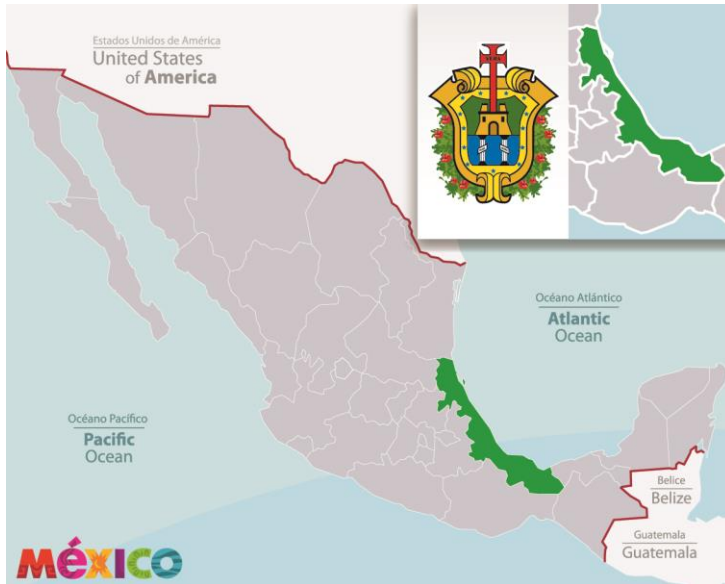 Estados Unidos de América
United States
of America
VERA
Océano Atlántico
Atlantic
Ocean
Océano Pacífico
Pacific
Ocean
Belice
Belize
Guatemala
Guatemala
méxico